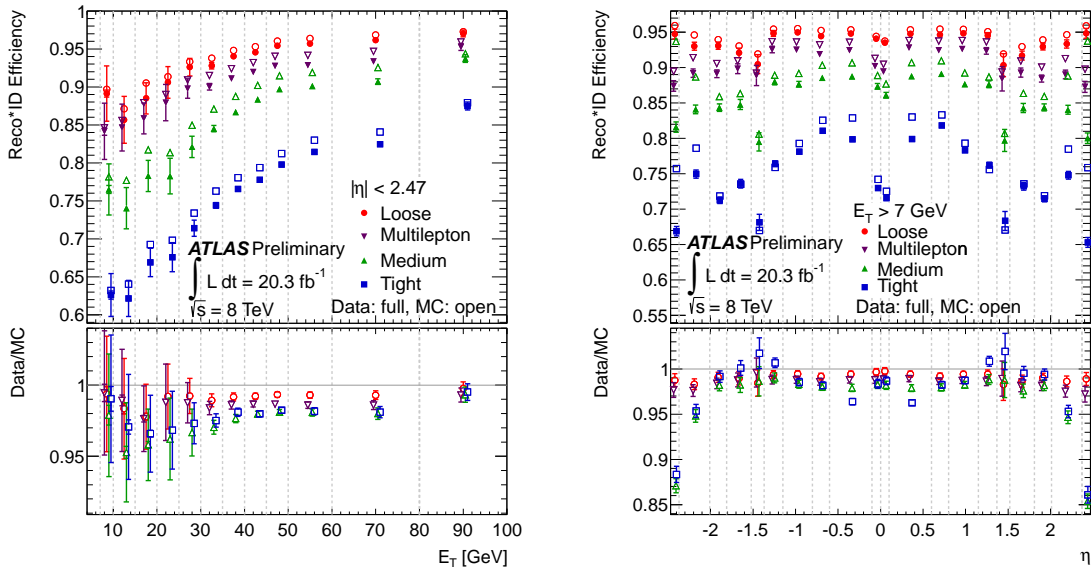 Reco*ID Efficiency
1
0.95
0.9
0.85
0.8
0.75
0.7
0.65
0.6
|η| < 2.47
Loose
Multilepton
Medium
Tight
ATLAS Preliminary
∫ L dt = 20.3 fb⁻¹
√s = 8 TeV
Data: full, MC: open
Data/MC
1
0.95
10 20 30 40 50 60 70 80 90 100
E_T [GeV]
Reco*ID Efficiency
0.95
0.9
0.85
0.8
0.75
0.7
0.65
0.6
0.55
E_T > 7 GeV
Loose
Multilepton
Medium
Tight
ATLAS Preliminary
∫ L dt = 20.3 fb⁻¹
√s = 8 TeV
Data: full, MC: open
Data/MC
1
0.95
0.9
0.85
-2 -1.5 -1 -0.5 0 0.5 1 1.5 2
η